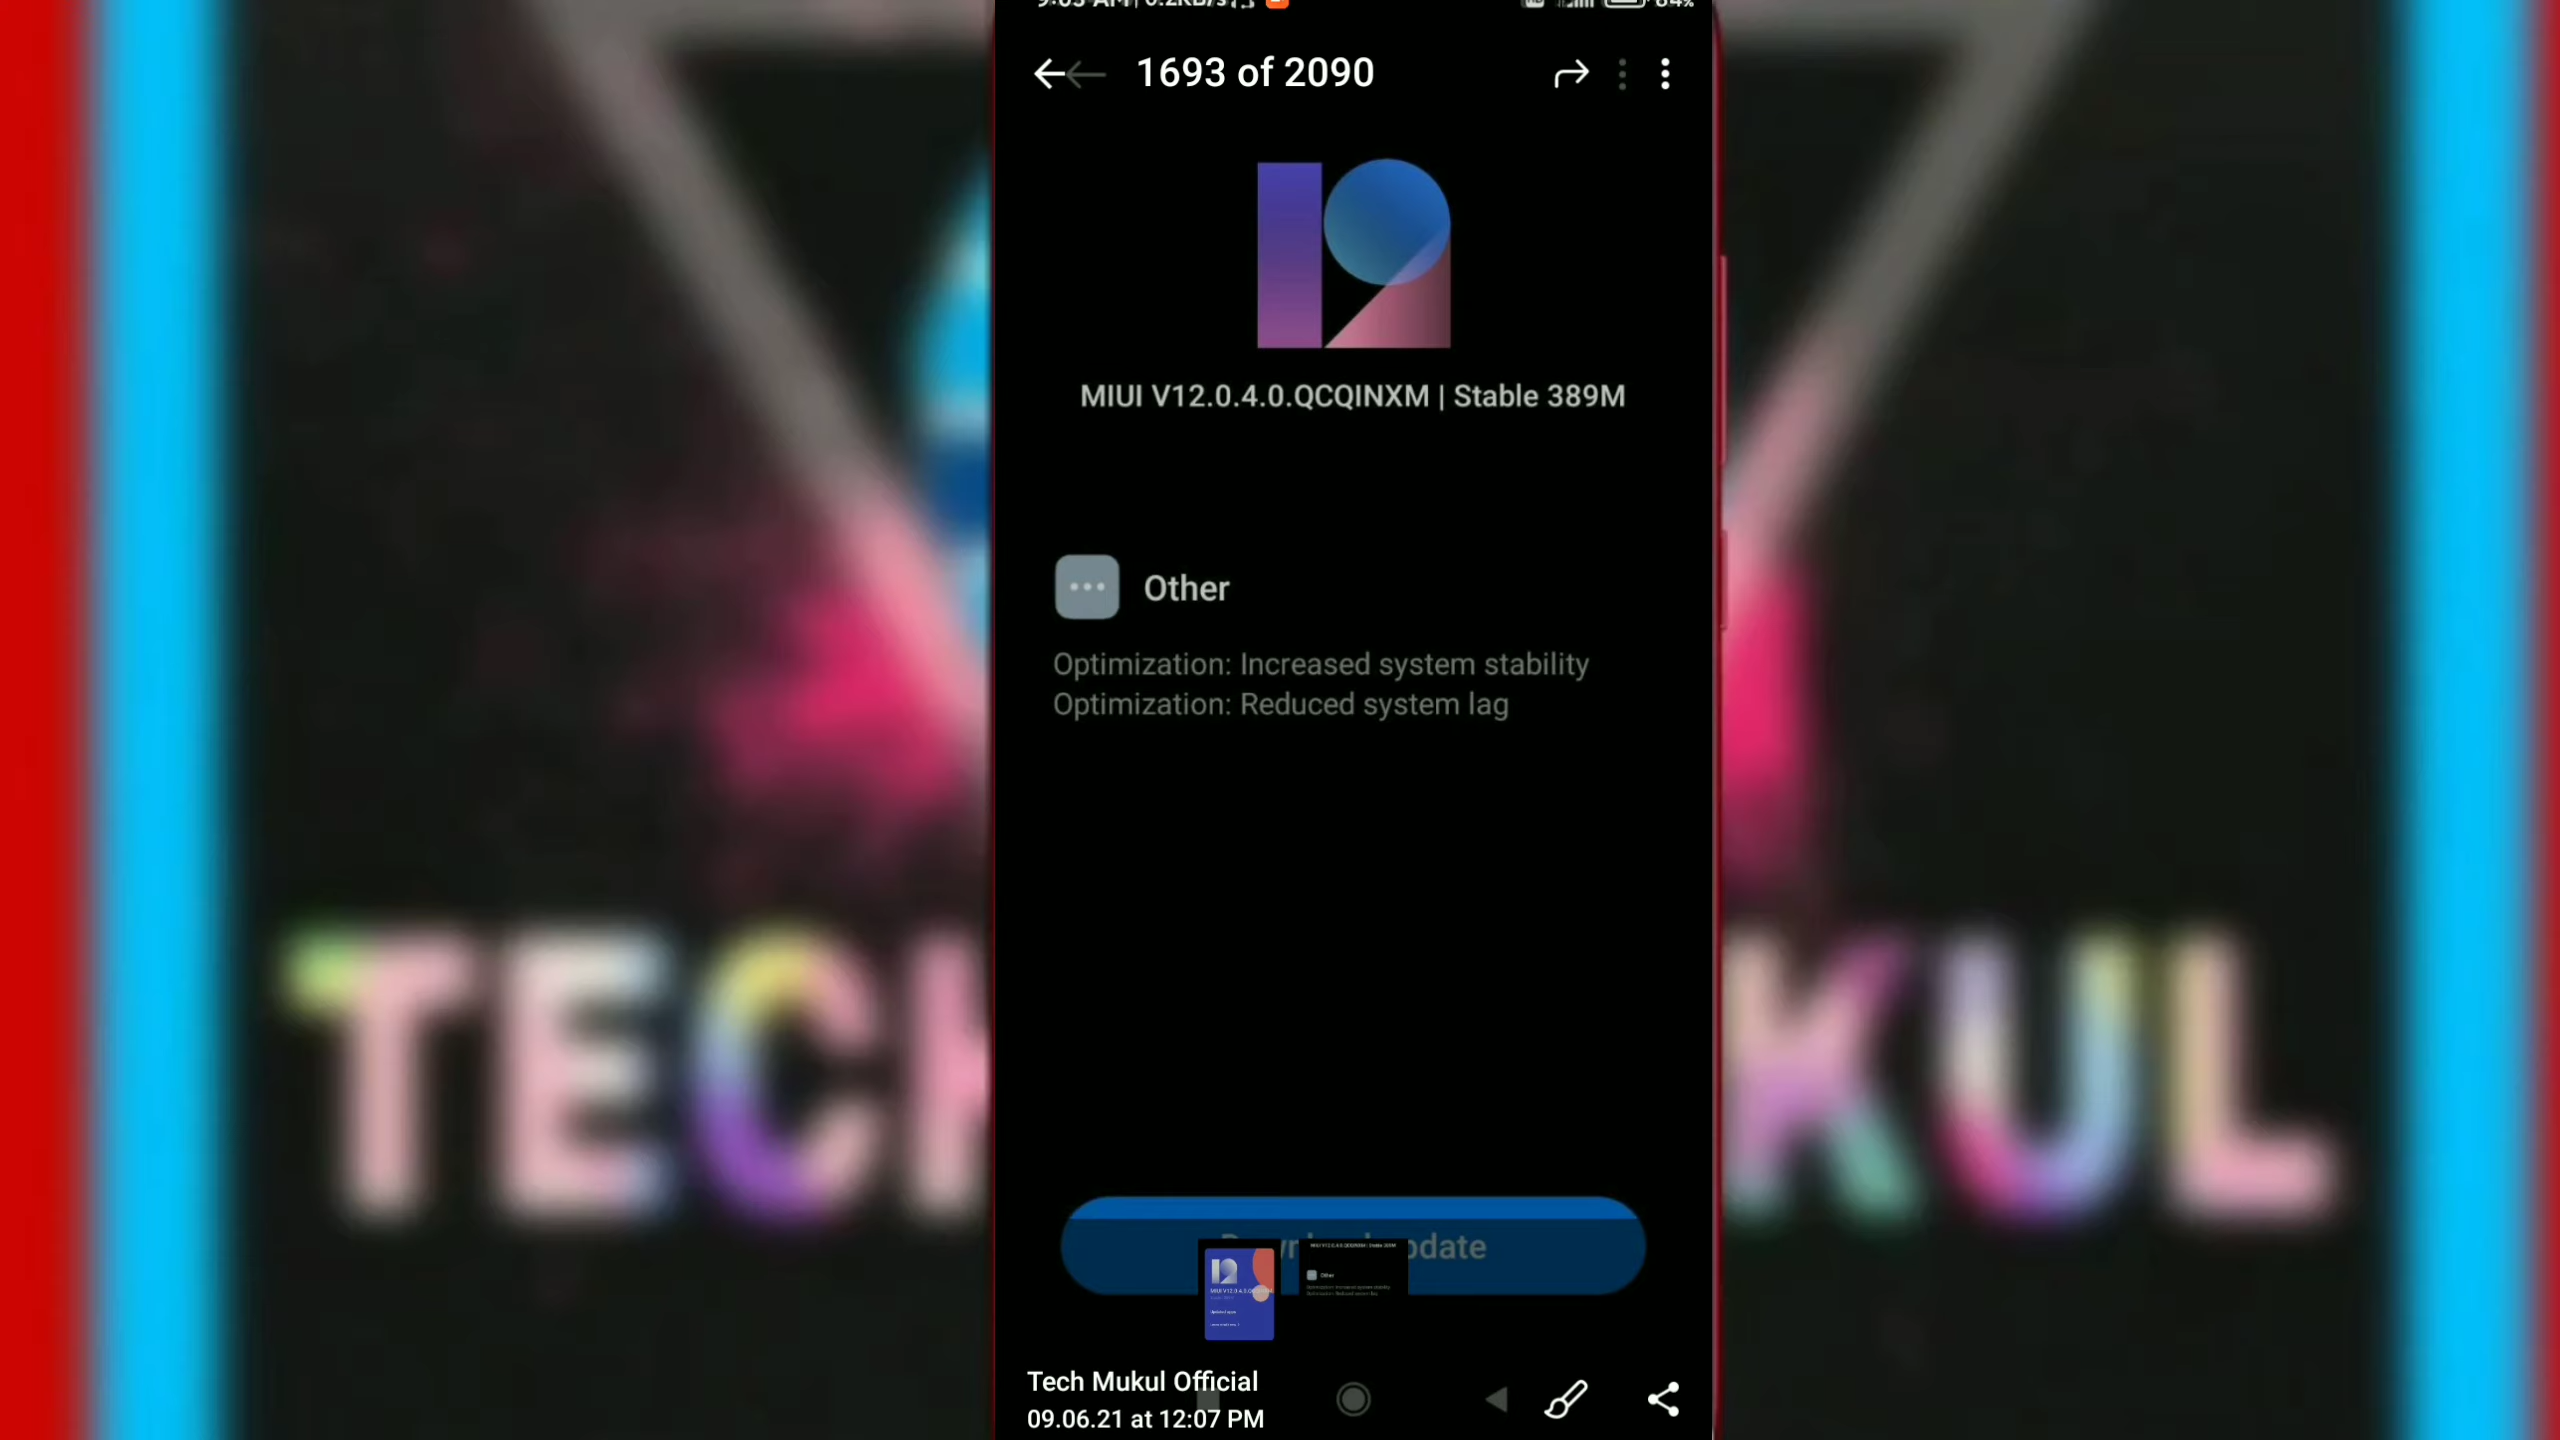 1693 of 2090
MIUI V12.0.4.0.QCQINXM | Stable 389M
Other
Optimization: Increased system stability
Optimization: Reduced system lag
Tech Mukul Official
09.06.21 at 12:07 PM
TECH
KUL